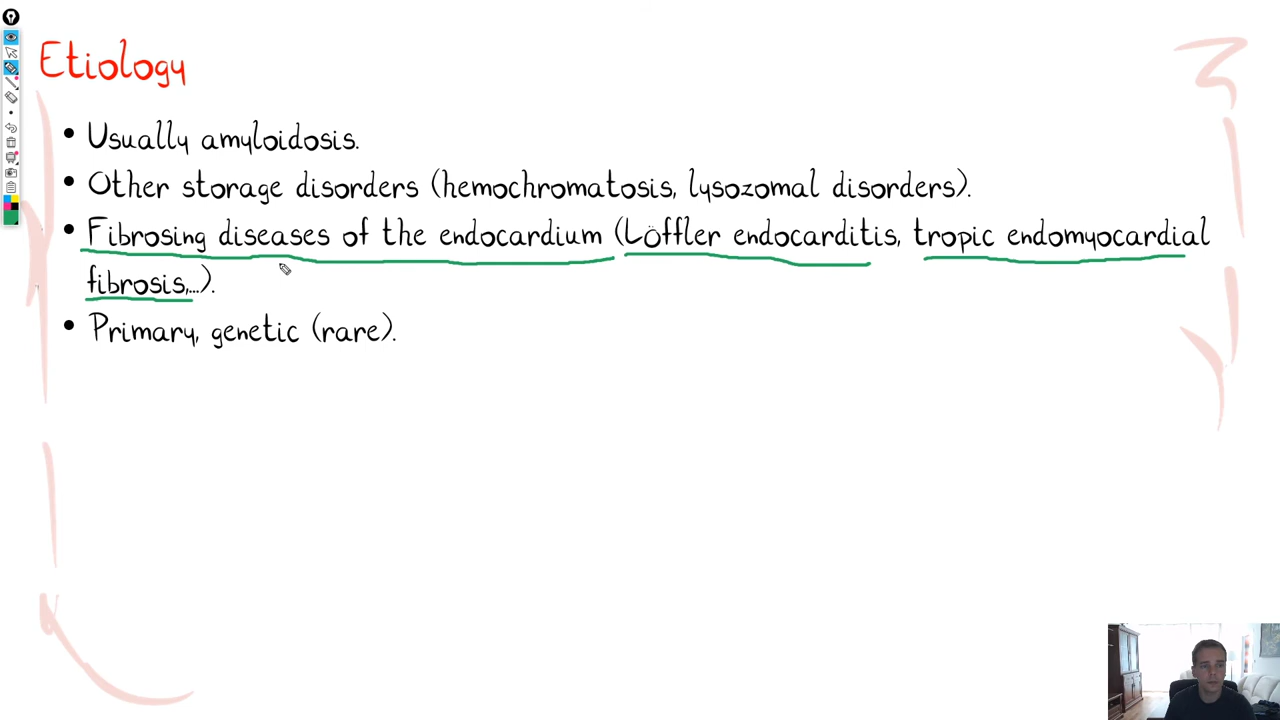 Etiology
• Usually amyloidosis.
• Other storage disorders (hemochromatosis, lysozomal disorders).
• Fibrosing diseases of the endocardium (Löffler endocarditis, tropic endomyocardial
fibrosis,...).
• Primary, genetic (rare).